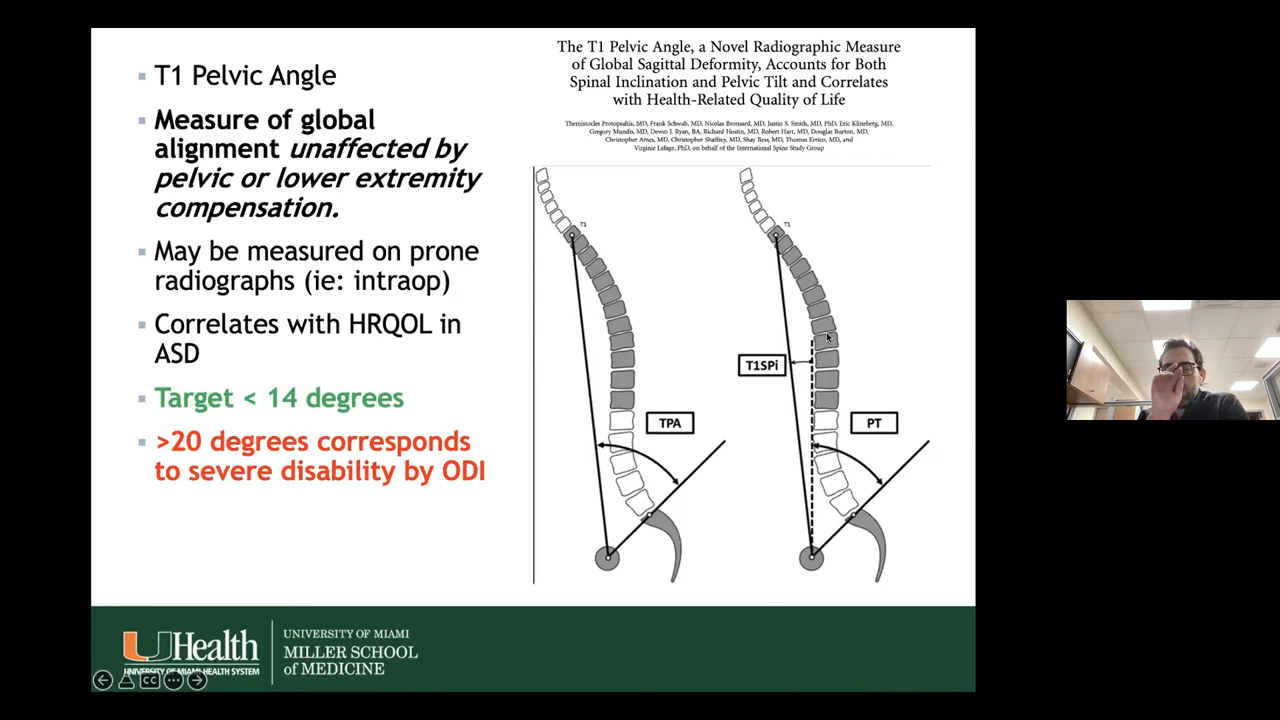 T1 Pelvic Angle
Measure of global
alignment unaffected by
pelvic or lower extremity
compensation.
May be measured on prone
radiographs (ie: intraop)
Correlates with HRQOL in
ASD
Target < 14 degrees
>20 degrees corresponds
to severe disability by ODI
The T1 Pelvic Angle, a Novel Radiographic Measure
of Global Sagittal Deformity, Accounts for Both
Spinal Inclination and Pelvic Tilt and Correlates
with Health-Related Quality of Life
Themistocles Protopsaltis, MD, Frank Schwab, MD, Nicolas Bronsard, MD, Justin S. Smith, MD, PhD, Eric Klineberg, MD,
Gregory Mundis, MD, Devon J. Ryan, BA, Richard Hostin, MD, Robert Hart, MD, Douglas Burton, MD,
Christopher Ames, MD, Christopher Shaffrey, MD, Shay Bess, MD, Thomas Errico, MD, and
Virginie Lafage, PhD, on behalf of the International Spine Study Group
T1
TPA
T1
T1SPi
PT
UHealth
UNIVERSITY OF MIAMI HEALTH SYSTEM
UNIVERSITY OF MIAMI
MILLER SCHOOL
of MEDICINE
CC